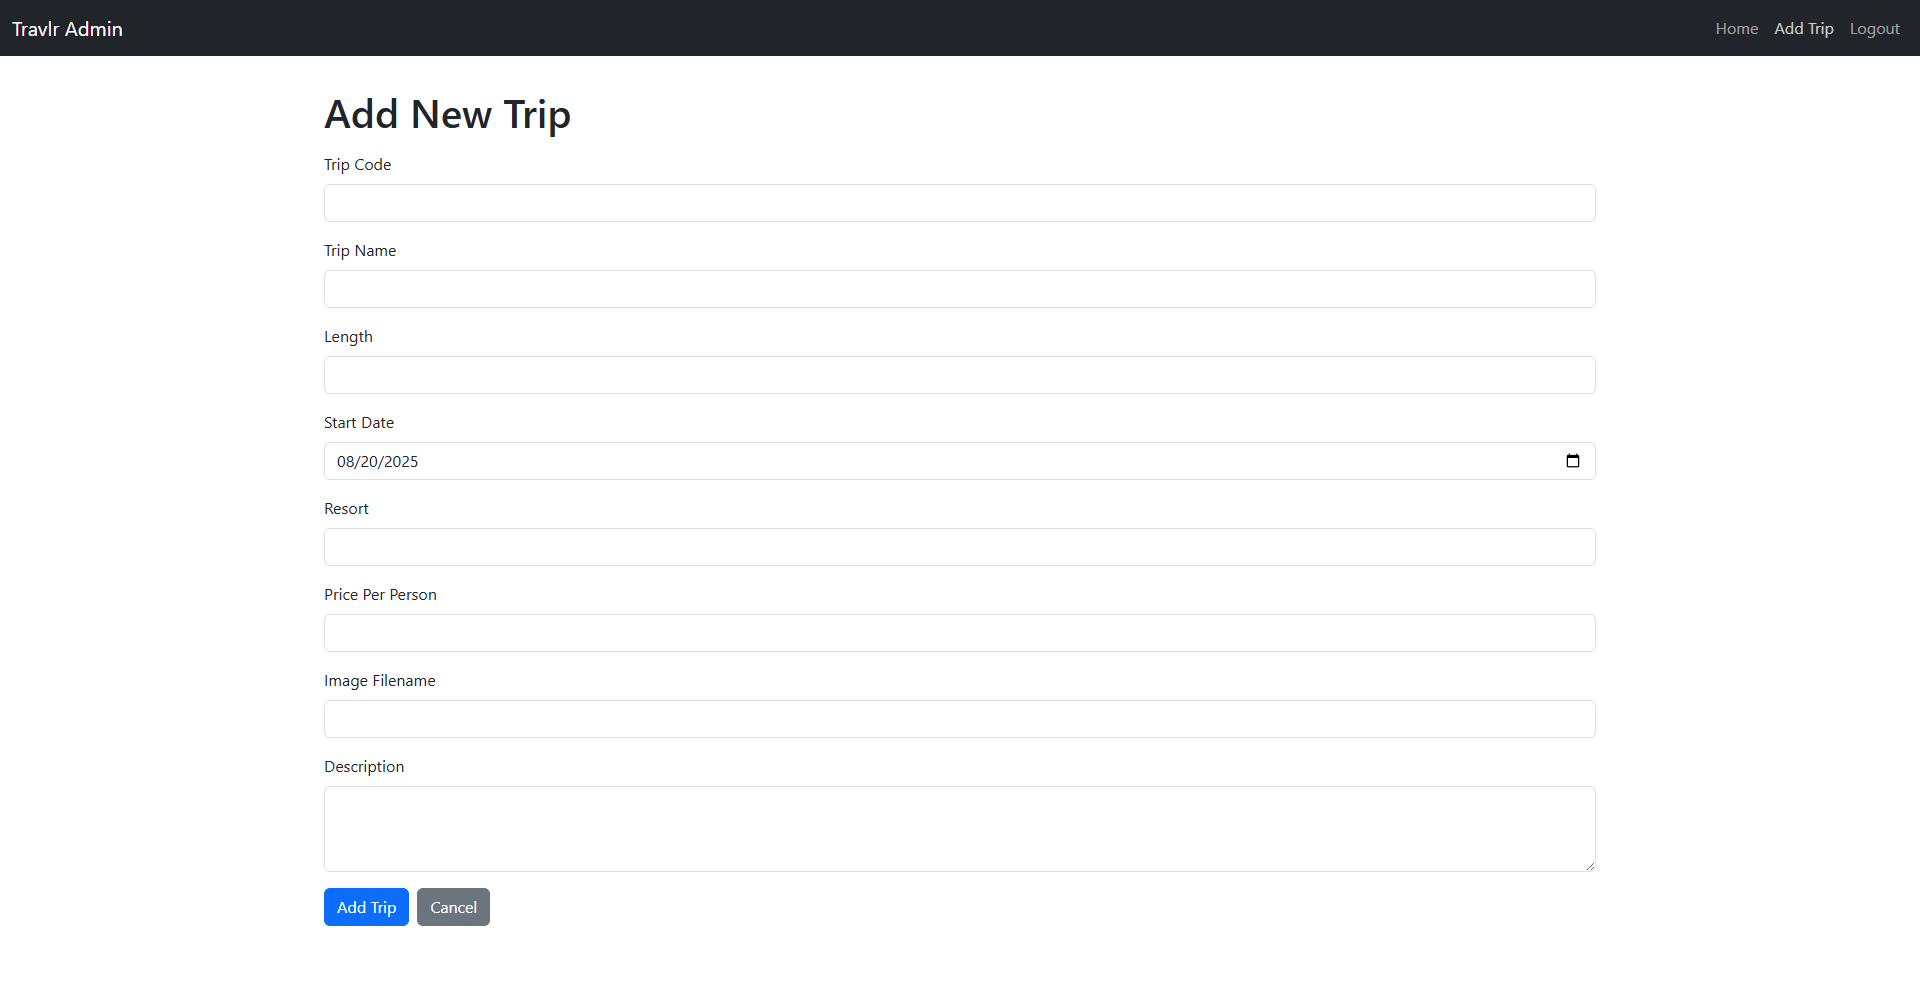 Travlr Admin Home Add Trip Logout
Add New Trip
Trip Code
Trip Name
Length
Start Date
08/20/2025
Resort
Price Per Person
Image Filename
Description
Add Trip Cancel